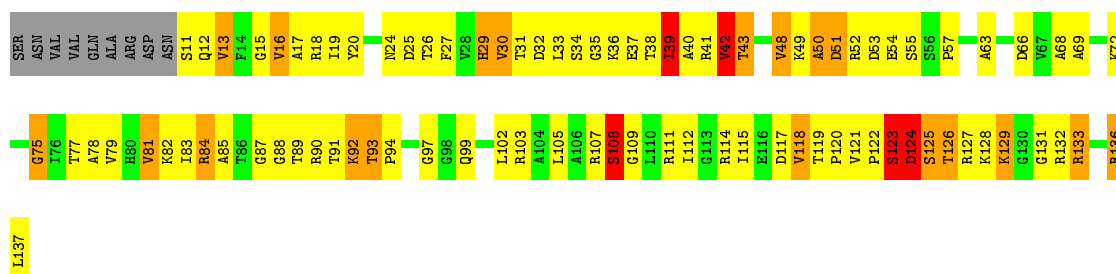 SER ASN VAL VAL GLN ALA ARG ASP ASN S11 Q12 V13 F14 G15 V16 A17 R18 I19 Y20 N24 D25 T26 F27 V28 H29 V30 T31 D32 L33 S34 G35 K36 E37 T38 I39 A40 R41 V42 T43 V48 K49 A50 D51 R52 D53 E54 S55 S56 P57 A63 D66 V67 A68 A69 K72
G75 I76 T77 A78 V79 H80 V81 K82 I83 R84 A85 T86 G87 G88 T89 R90 T91 K92 T93 P94 G97 G98 Q99 L102 R103 A104 L105 A106 R107 S108 G109 L110 R111 I112 G113 R114 I115 E116 D117 V118 T119 P120 V121 P122 S123 D124 S125 T126 R127 K128 K129 G130 G131 R132 R133 R136
L137